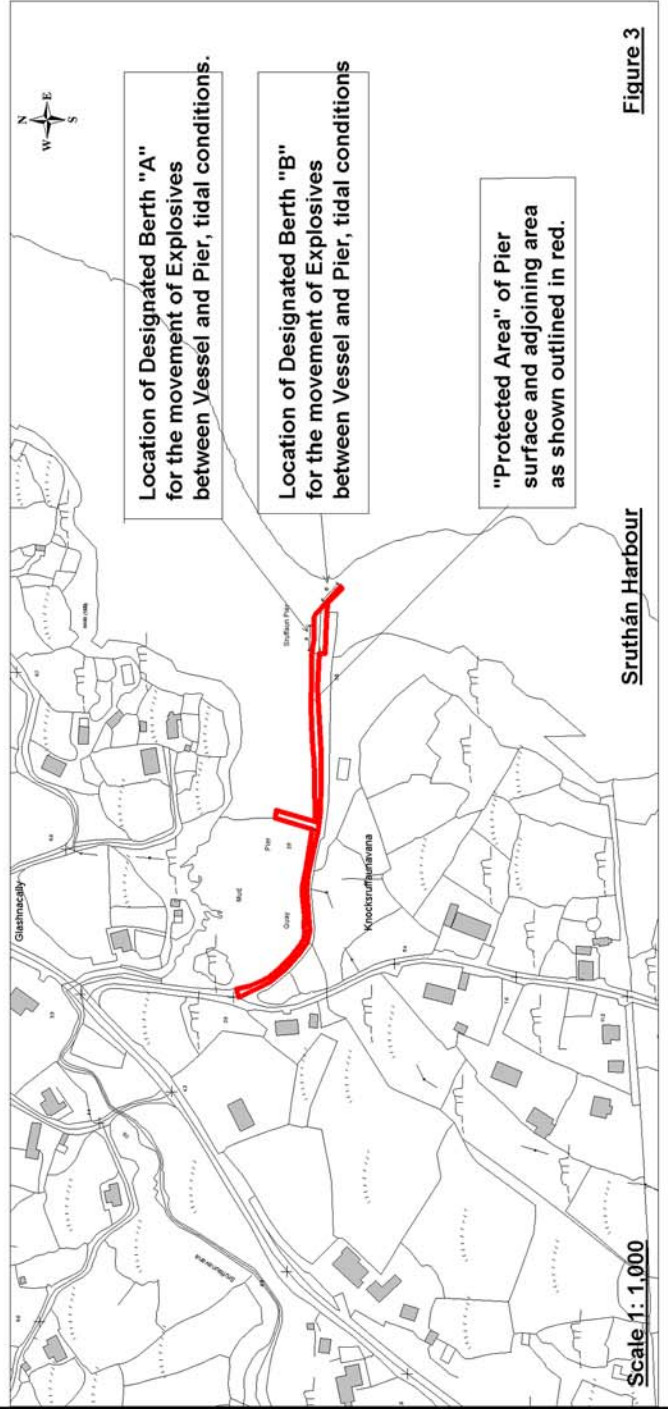 N
W
E
S
Location of Designated Berth "A"
for the movement of Explosives
between Vessel and Pier, tidal conditions.
Location of Designated Berth "B"
for the movement of Explosives
between Vessel and Pier, tidal conditions
"Protected Area" of Pier
surface and adjoining area
as shown outlined in red.
Glashnacally
Mud
Pier
Quay
Sruffaun Pier
Knocksruffaunavana
Sruthán Harbour
Scale 1: 1,000
Figure 3